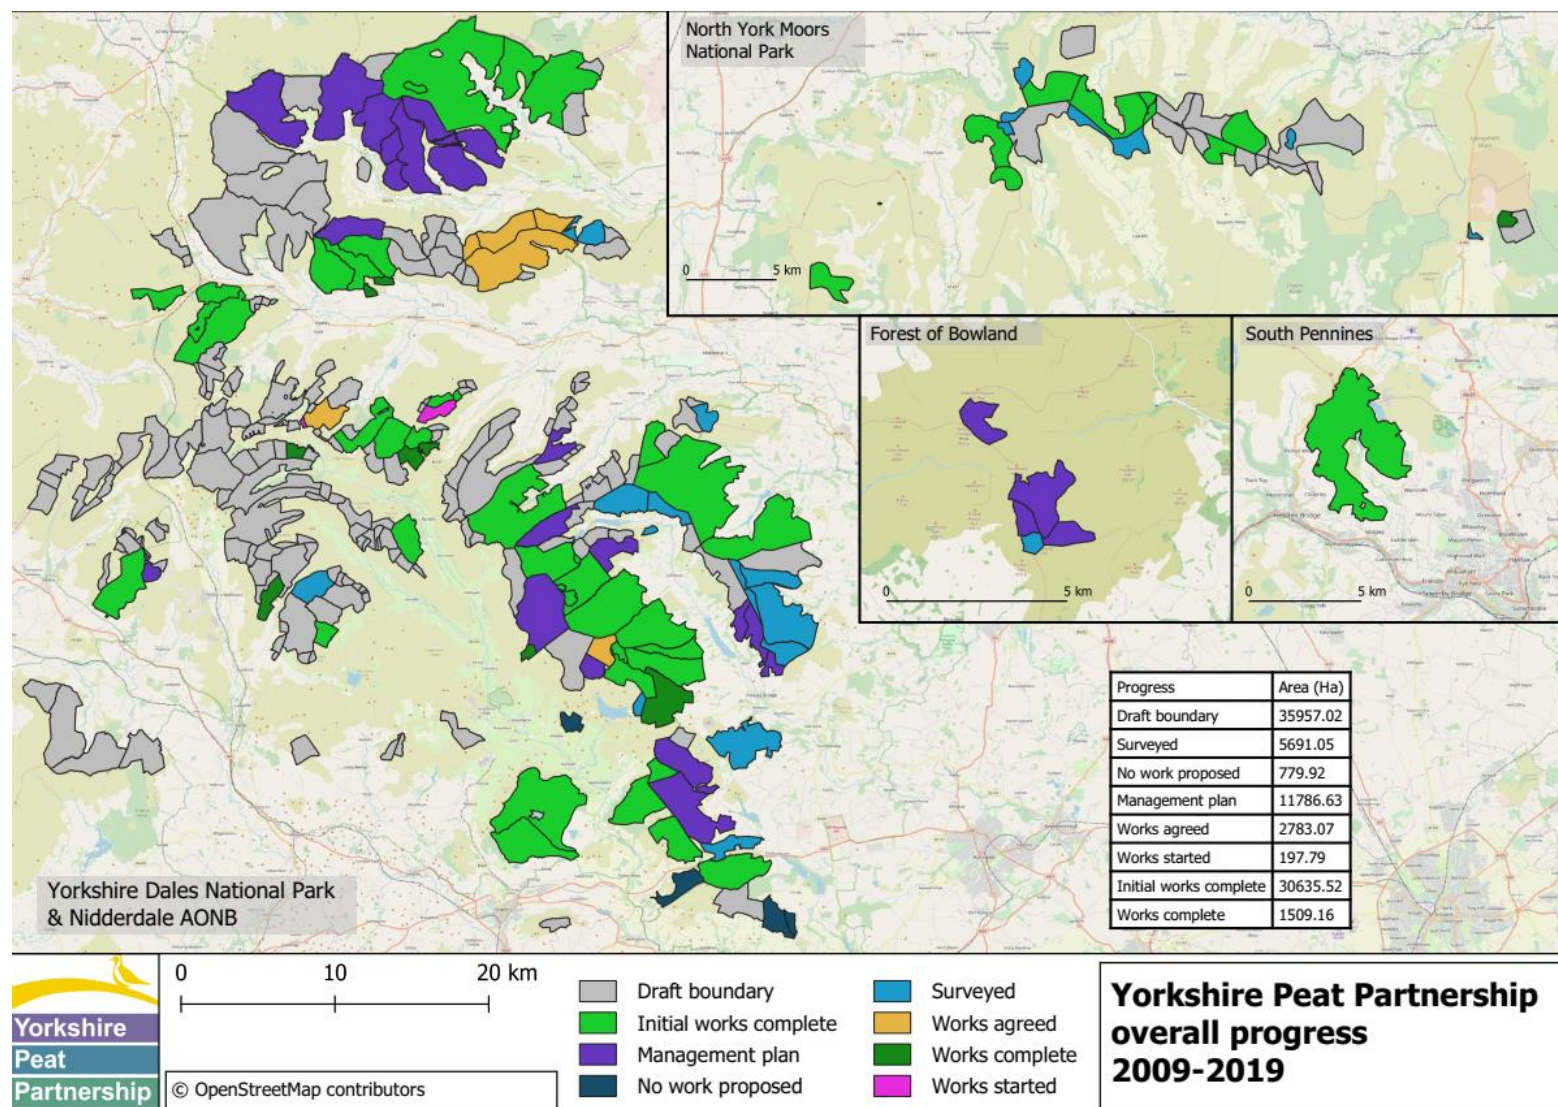 North York Moors
National Park
0 5 km
Forest of Bowland
0 5 km
South Pennines
0 5 km
Progress Area (Ha)
Draft boundary 35957.02
Surveyed 5691.05
No work proposed 779.92
Management plan 11786.63
Works agreed 2783.07
Works started 197.79
Initial works complete 30635.52
Works complete 1509.16
Yorkshire Dales National Park
& Nidderdale AONB
Yorkshire
Peat
Partnership
0 10 20 km
© OpenStreetMap contributors
Draft boundary
Initial works complete
Management plan
No work proposed
Surveyed
Works agreed
Works complete
Works started
Yorkshire Peat Partnership
overall progress
2009-2019